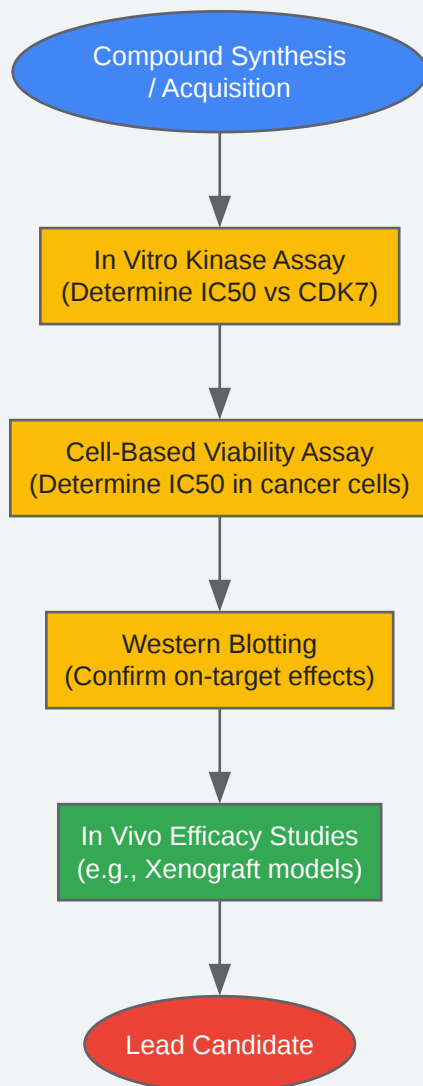 Compound Synthesis
/ Acquisition
In Vitro Kinase Assay
(Determine IC50 vs CDK7)
Cell-Based Viability Assay
(Determine IC50 in cancer cells)
Western Blotting
(Confirm on-target effects)
In Vivo Efficacy Studies
(e.g., Xenograft models)
Lead Candidate